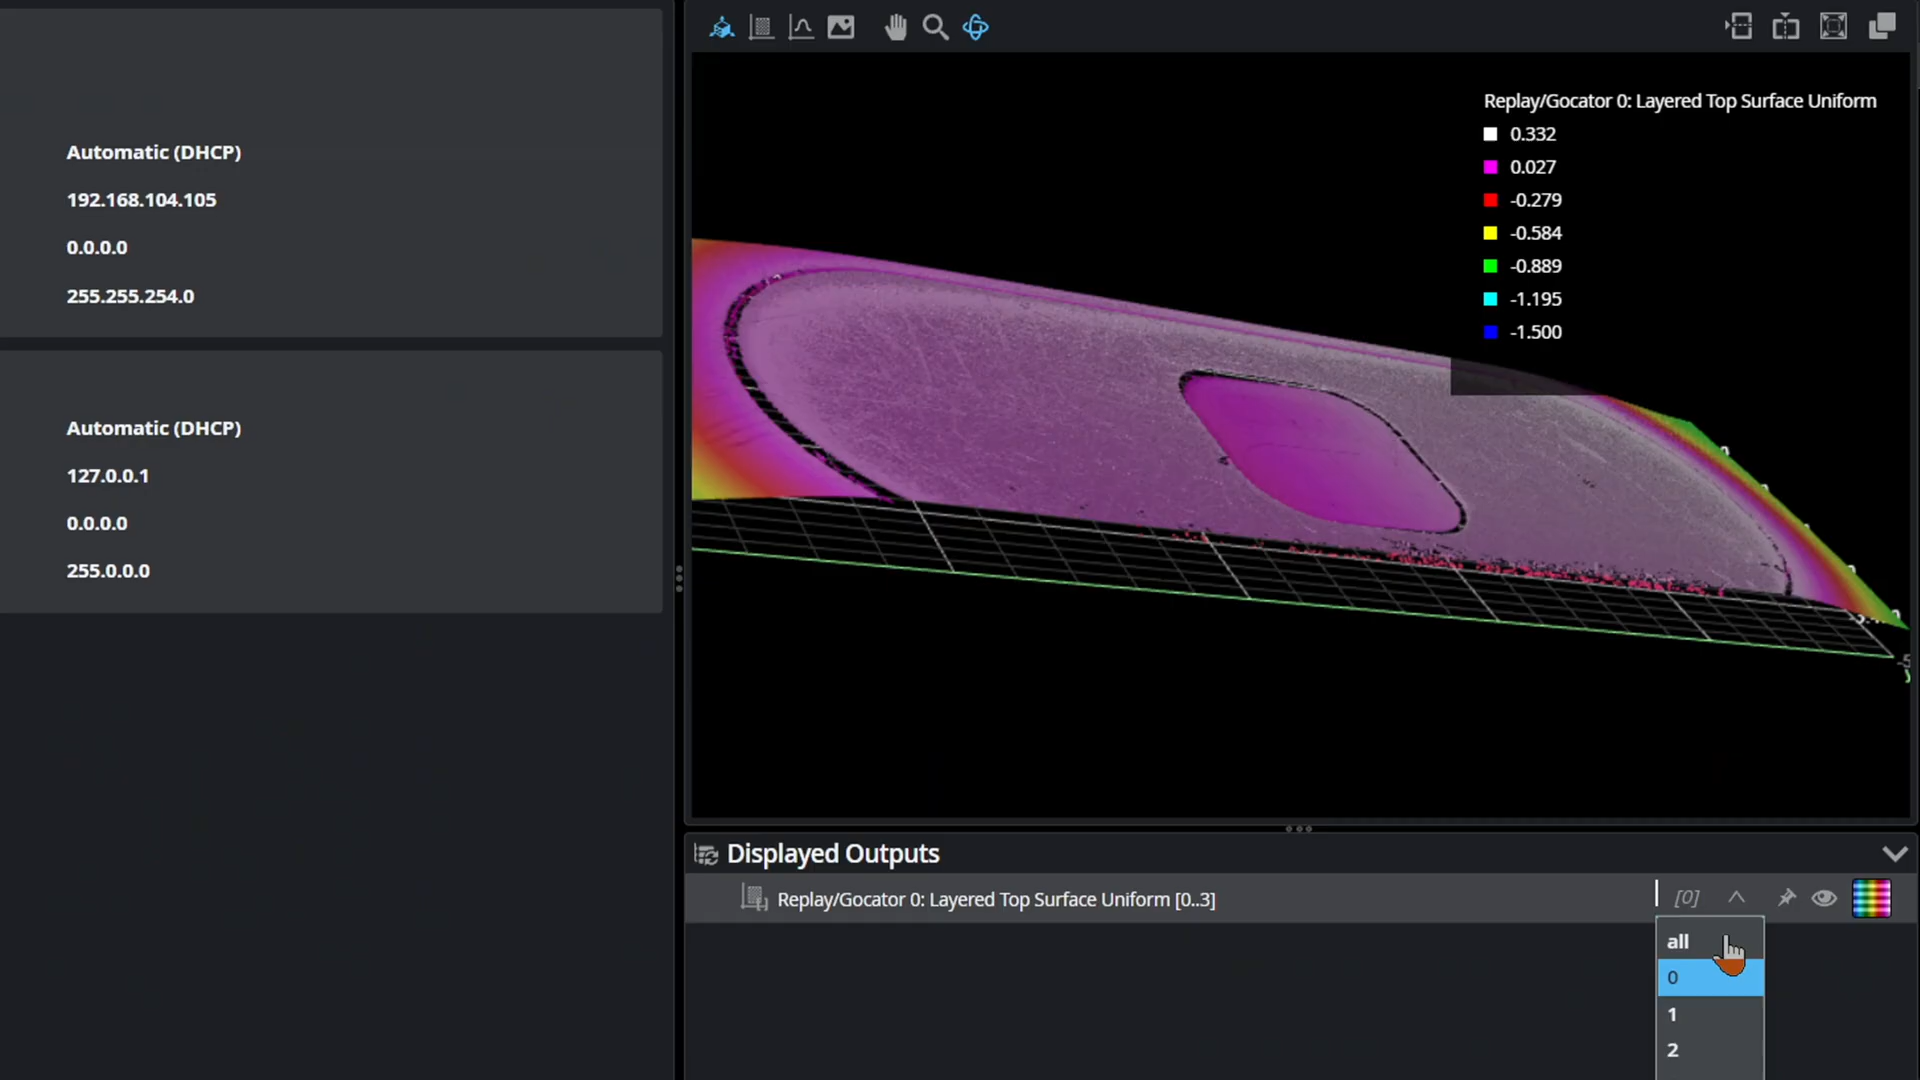 Automatic (DHCP)
192.168.104.105
0.0.0.0
255.255.254.0
Automatic (DHCP)
127.0.0.1
0.0.0.0
255.0.0.0
Replay/Gocator 0: Layered Top Surface Uniform
0.332
0.027
-0.279
-0.584
-0.889
-1.195
-1.500
Displayed Outputs
Replay/Gocator 0: Layered Top Surface Uniform [0..3]
[0]
all
0
1
2